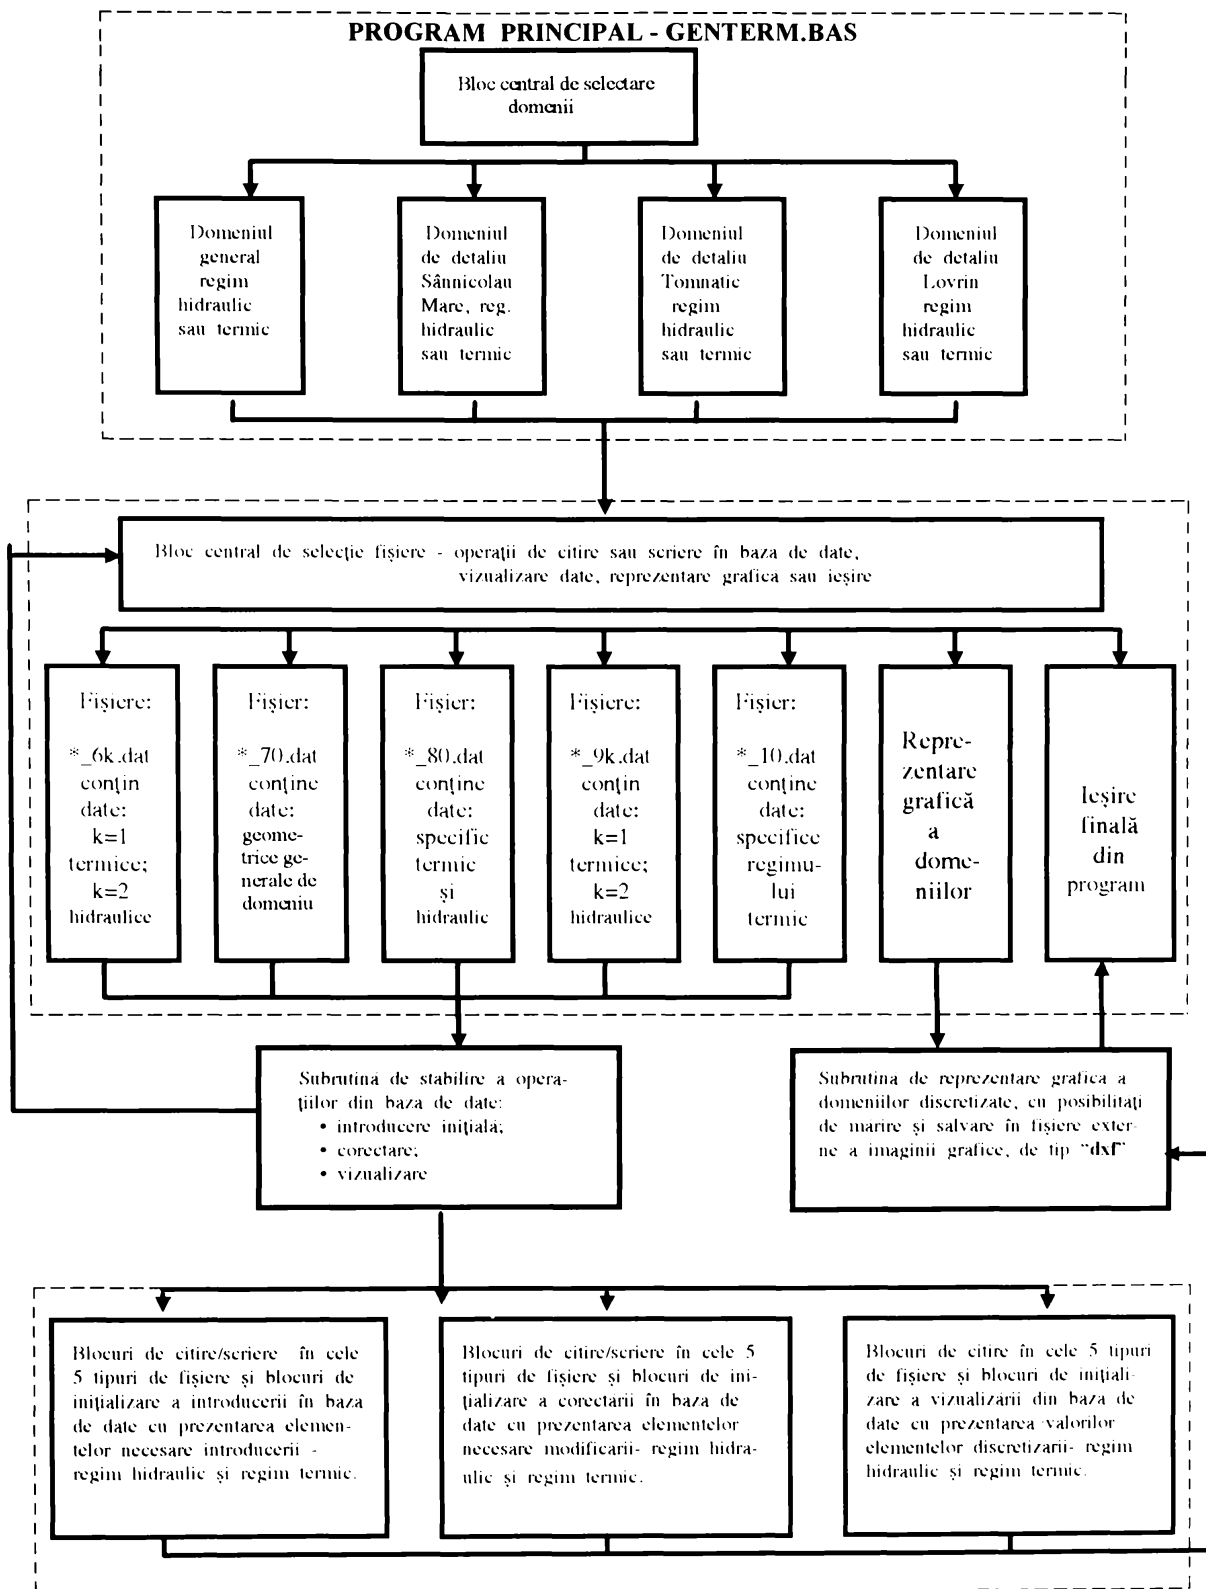 PROGRAM PRINCIPAL - GENTERM.BAS
Bloc central de selectare
domenii
Domeniul
general
regim
hidraulic
sau termic
Domeniul
de detaliu
Sânnicolau
Mare, reg.
hidraulic
sau termic
Domeniul
de detaliu
Tomnatic
regim
hidraulic
sau termic
Domeniul
de detaliu
Lovrin
regim
hidraulic
sau termic
Bloc central de selecție fișiere - operații de citire sau scriere în baza de date,
vizualizare date, reprezentare grafica sau ieșire
Fișiere:
*_6k.dat
conțin
date:
k=1
termice;
k=2
hidraulice
Fișier:
*_70.dat
conține
date:
geome-
trice ge-
nerale de
domeniu
Fișier:
*_80.dat
conține
date:
specific
termic
și
hidraulic
Fișiere:
*_9k.dat
conțin
date:
k=1
termice;
k=2
hidraulice
Fișier:
*_10.dat
conține
date:
specifice
regimu-
lui
termic
Repre-
zentare
grafică
a
dome-
niilor
Ieșire
finală
din
program
Subrutină de stabilire a opera-
țiilor din baza de date:
• introducere inițială;
• corectare;
• vizualizare
Subrutina de reprezentare grafica a
domeniilor discretizate, cu posibilitați
de marire și salvare în fișiere exter-
ne a imaginii grafice, de tip “dxf”
Blocuri de citire/scriere în cele
5 tipuri de fișiere și blocuri de
inițializare a introducerii în baza
de date cu prezentarea elemen-
telor necesare introducerii -
regim hidraulic și regim termic.
Blocuri de citire/scriere în cele 5
tipuri de fișiere și blocuri de ini-
țializare a corectării în baza de
date cu prezentarea elementelor
necesare modificarii- regim hidra-
ulic și regim termic.
Blocuri de citire în cele 5 tipuri
de fișiere și blocuri de inițiali-
zare a vizualizării din baza de
date cu prezentarea valorilor
elementelor discretizarii- regim
hidraulic și regim termic.